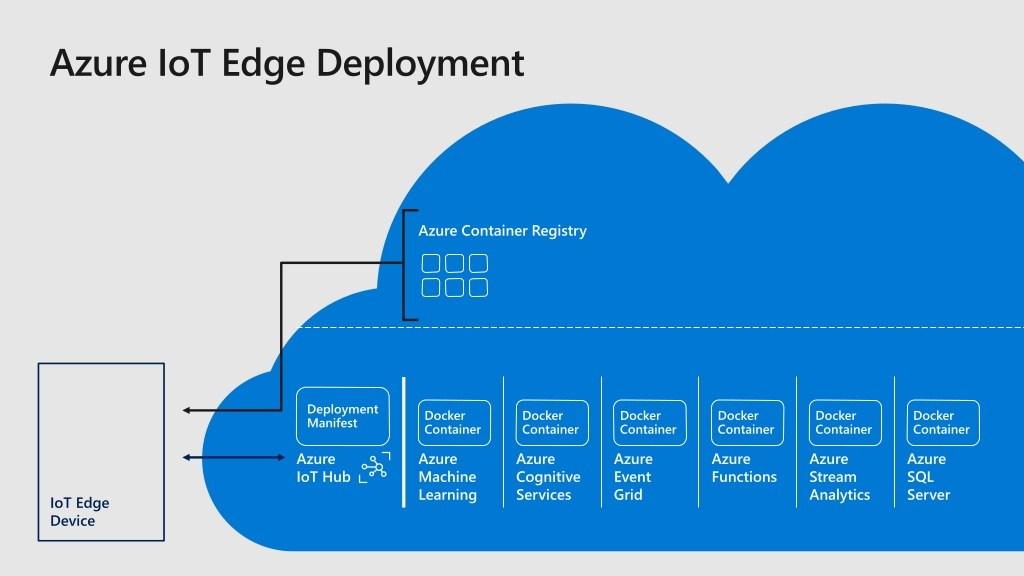 Azure IoT Edge Deployment
Azure Container Registry
Deployment
Manifest
Azure
IoT Hub
Docker
Container
Azure
Machine
Learning
Docker
Container
Azure
Cognitive
Services
Docker
Container
Azure
Event
Grid
Docker
Container
Azure
Functions
Docker
Container
Azure
Stream
Analytics
Docker
Container
Azure
SQL
Server
IoT Edge
Device